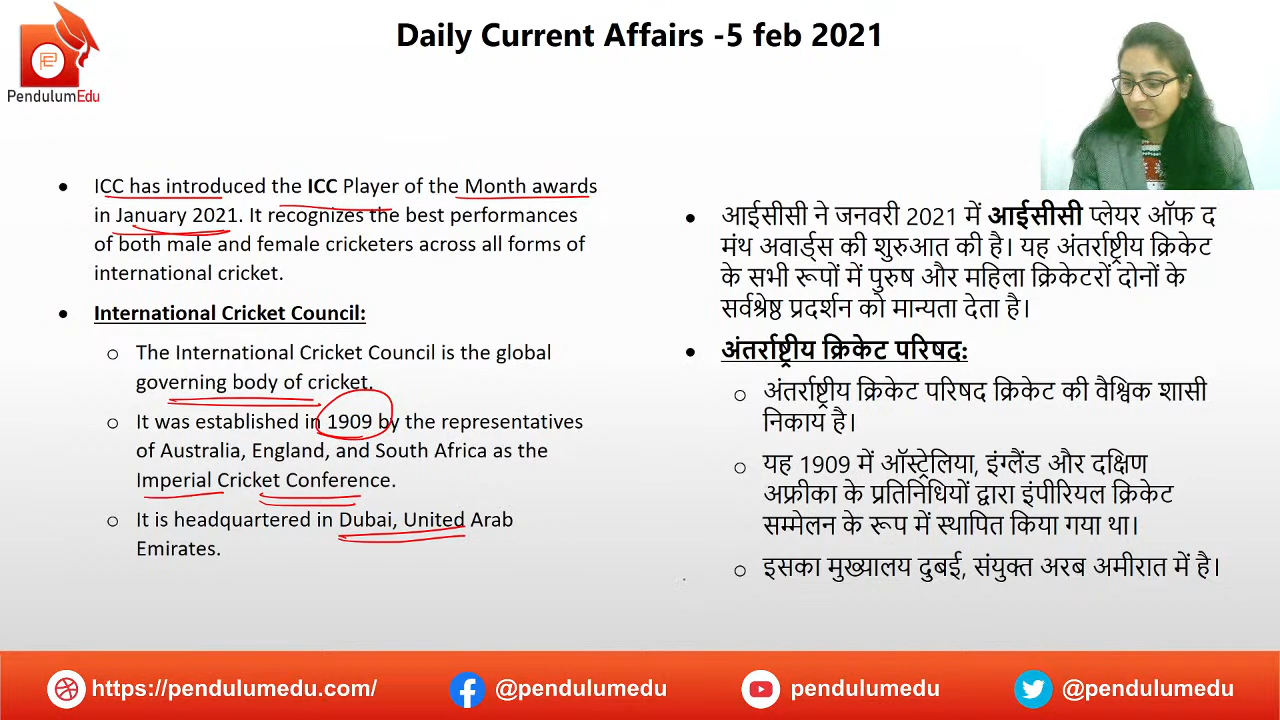 Daily Current Affairs -5 feb 2021
PendulumEdu
• ICC has introduced the ICC Player of the Month awards
in January 2021. It recognizes the best performances
of both male and female cricketers across all forms of
international cricket.
• International Cricket Council:
o The International Cricket Council is the global
governing body of cricket.
o It was established in 1909 by the representatives
of Australia, England, and South Africa as the
Imperial Cricket Conference.
o It is headquartered in Dubai, United Arab
Emirates.
• आईसीसी ने जनवरी 2021 में आईसीसी प्लेयर ऑफ द
मंथ अवार्ड्स की शुरुआत की है। यह अंतर्राष्ट्रीय क्रिकेट
के सभी रूपों में पुरुष और महिला क्रिकेटरों दोनों के
सर्वश्रेष्ठ प्रदर्शन को मान्यता देता है।
• अंतर्राष्ट्रीय क्रिकेट परिषद:
o अंतर्राष्ट्रीय क्रिकेट परिषद क्रिकेट की वैश्विक शासी
निकाय है।
o यह 1909 में ऑस्ट्रेलिया, इंग्लैंड और दक्षिण
अफ्रीका के प्रतिनिधियों द्वारा इंपीरियल क्रिकेट
सम्मेलन के रूप में स्थापित किया गया था।
o इसका मुख्यालय दुबई, संयुक्त अरब अमीरात में है।
https://pendulumedu.com/
@pendulumedu
pendulumedu
@pendulumedu